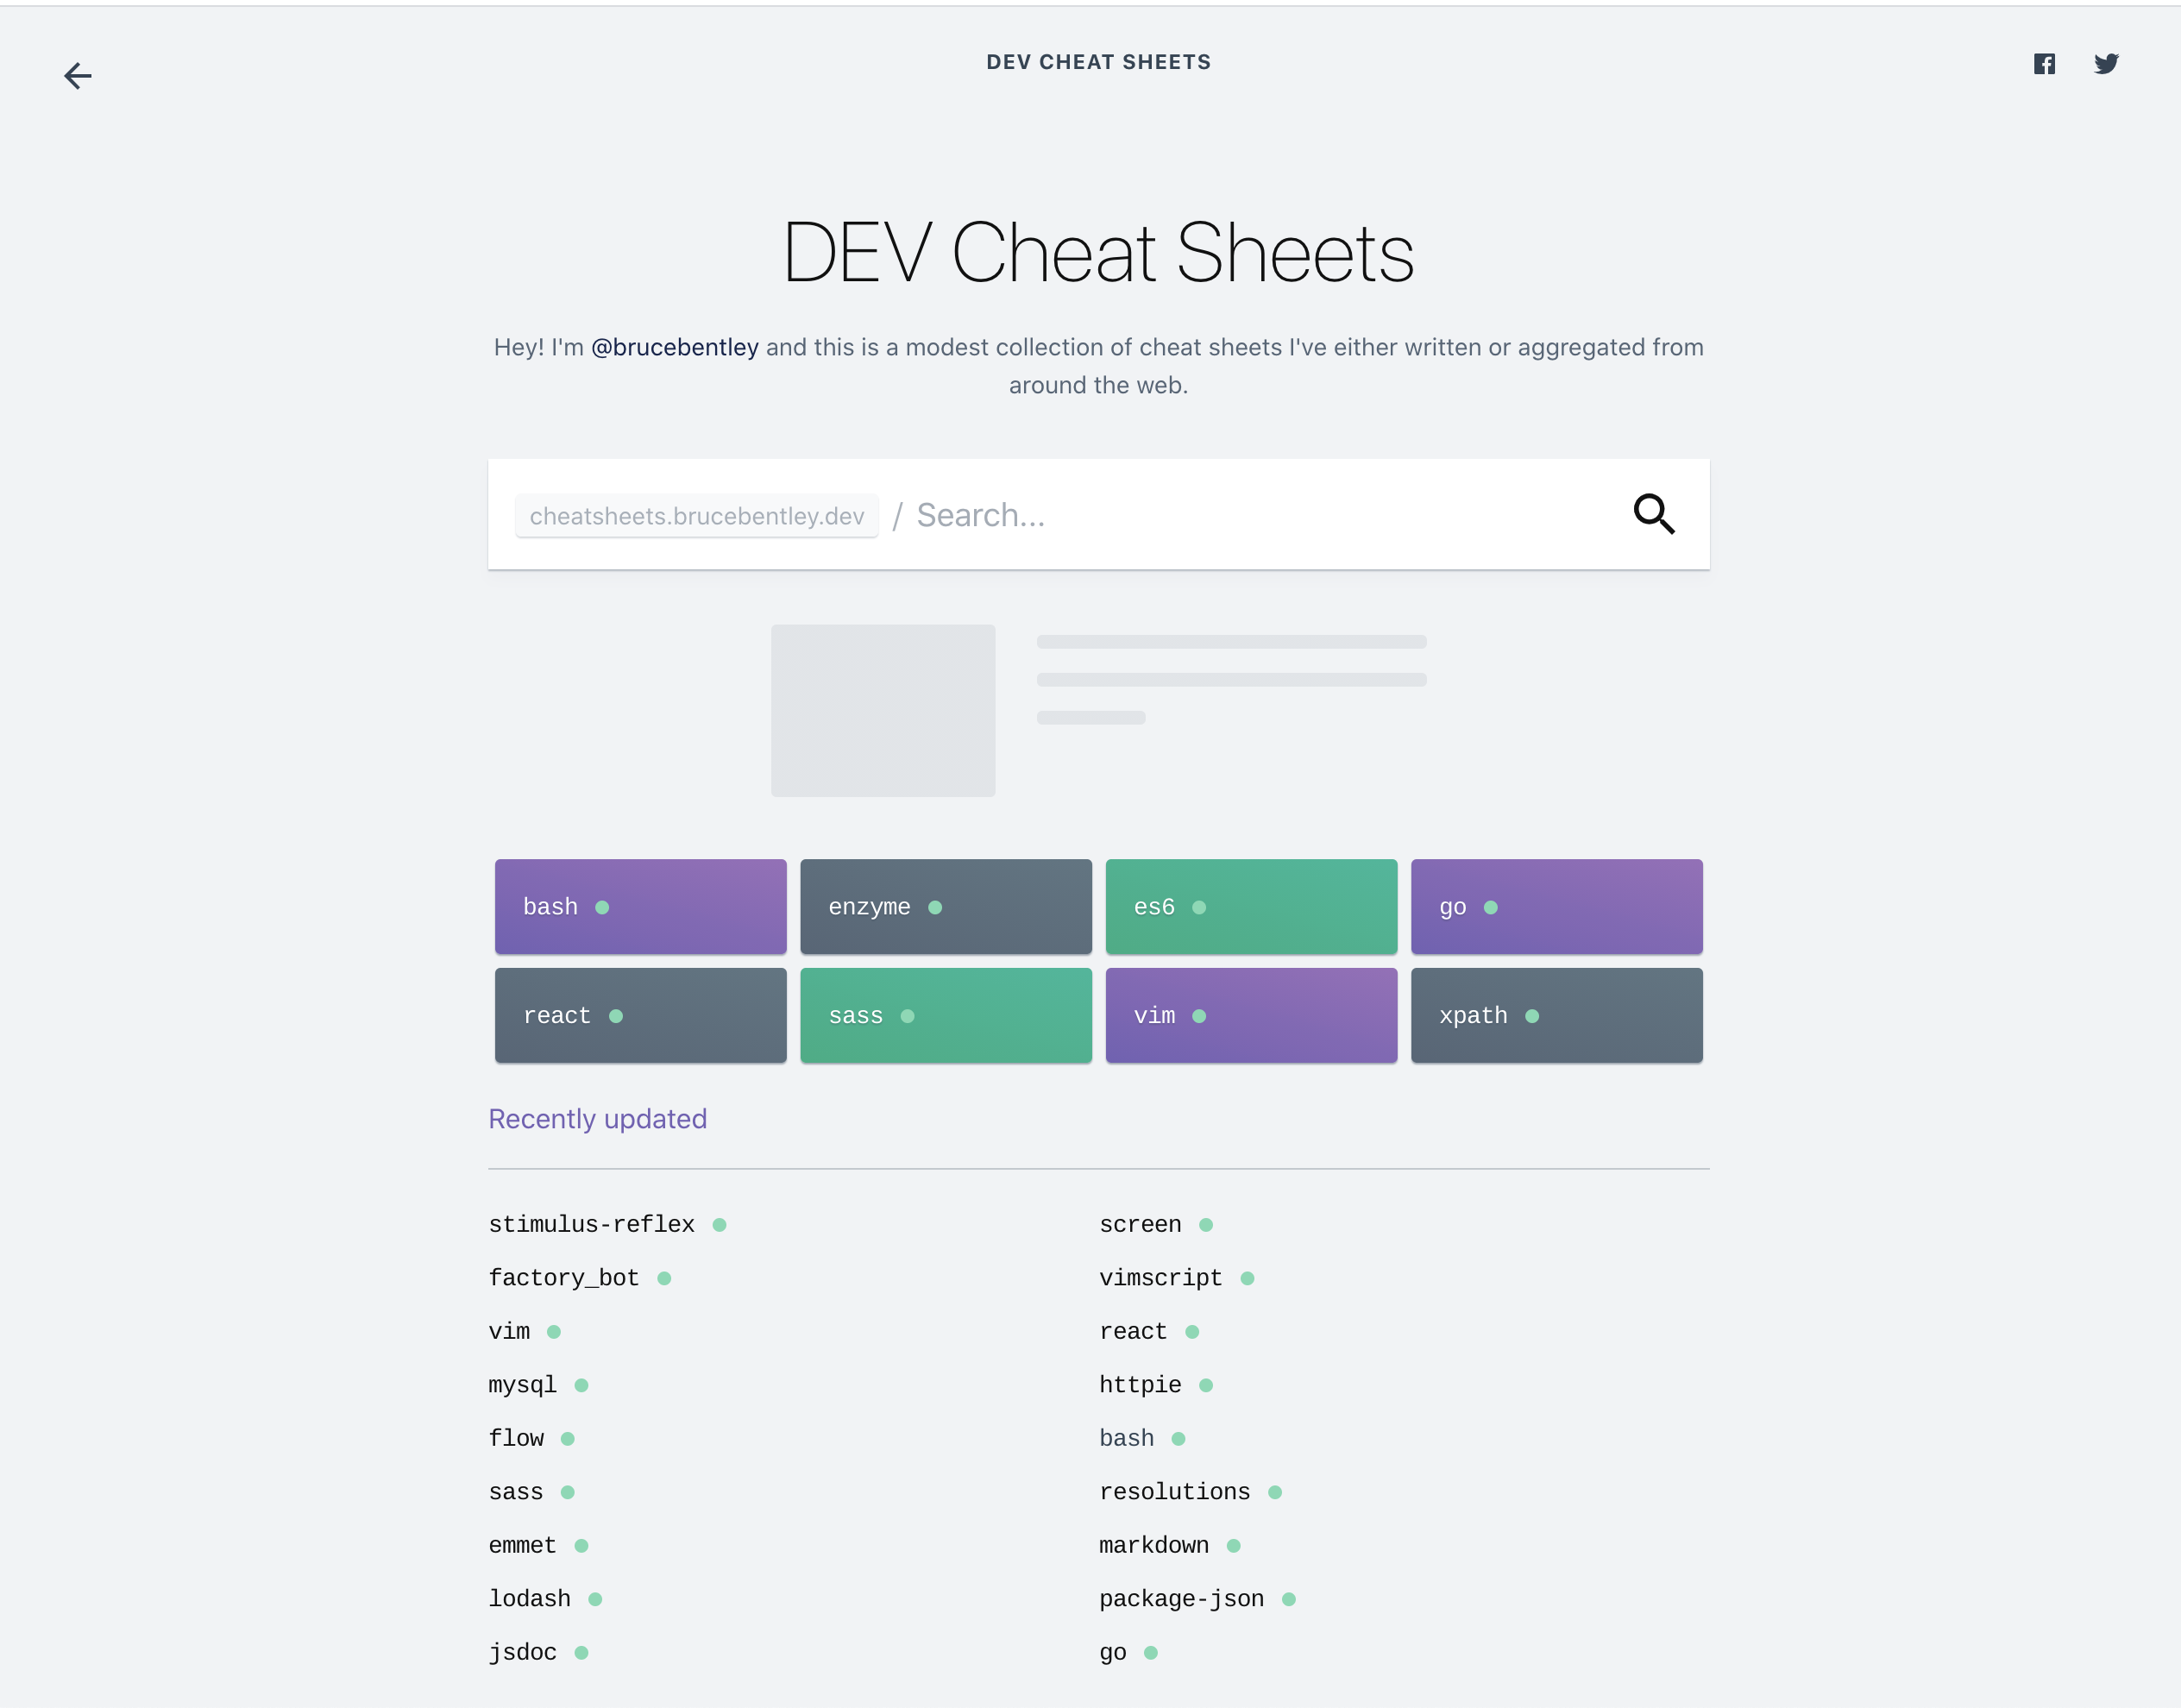 DEV CHEAT SHEETS
DEV Cheat Sheets
Hey! I'm @brucebentley and this is a modest collection of cheat sheets I've either written or aggregated from
around the web.
cheatsheets.brucebentley.dev / Search...
bash enzyme es6 go
react sass vim xpath
Recently updated
stimulus-reflex
factory_bot
vim
mysql
flow
sass
emmet
lodash
jsdoc
screen
vimscript
react
httpie
bash
resolutions
markdown
package-json
go